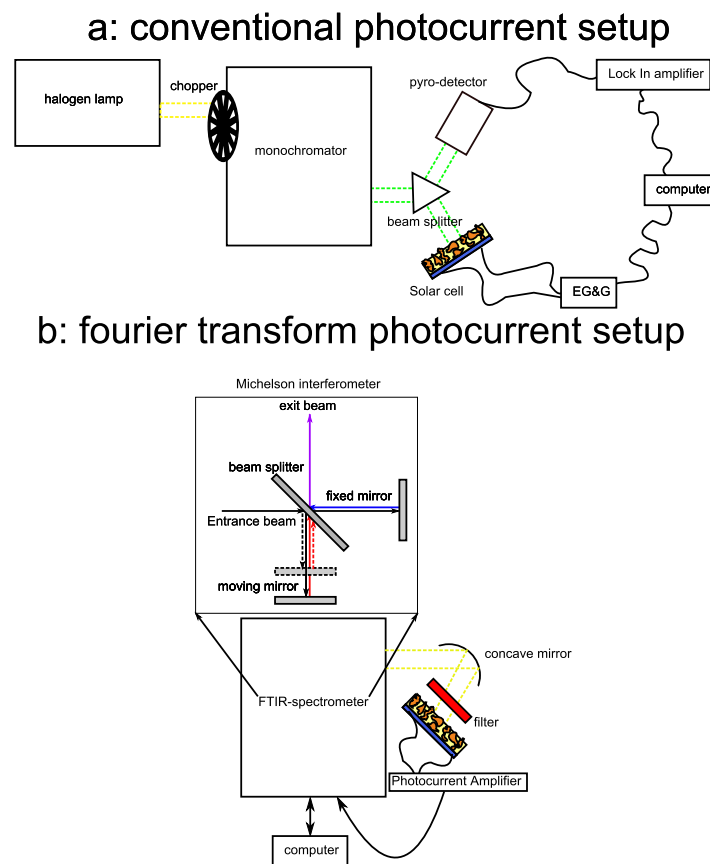 a: conventional photocurrent setup
halogen lamp
chopper
monochromator
pyro-detector
Lock In amplifier
computer
beam splitter
Solar cell
EG&G
b: fourier transform photocurrent setup
Michelson interferometer
exit beam
beam splitter
fixed mirror
Entrance beam
moving mirror
concave mirror
FTIR-spectrometer
filter
Photocurrent Amplifier
computer